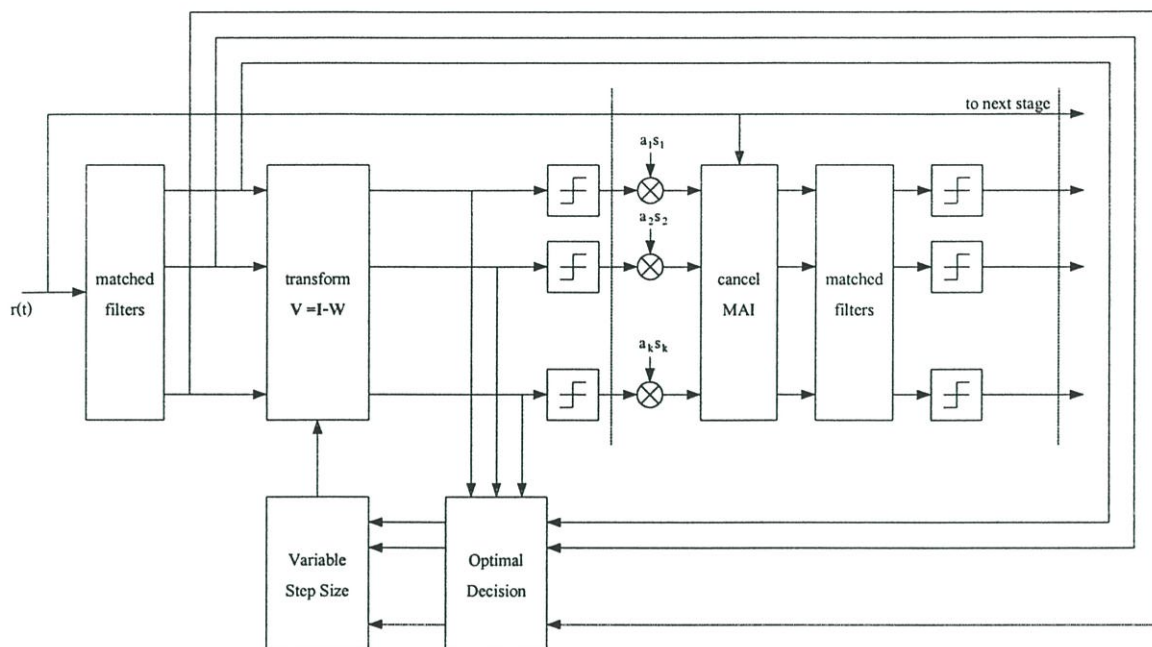 to next stage
a₁s₁
a₂s₂
aₖsₖ
r(t)
matched
filters
transform
V =I-W
cancel
MAI
matched
filters
Variable
Step Size
Optimal
Decision